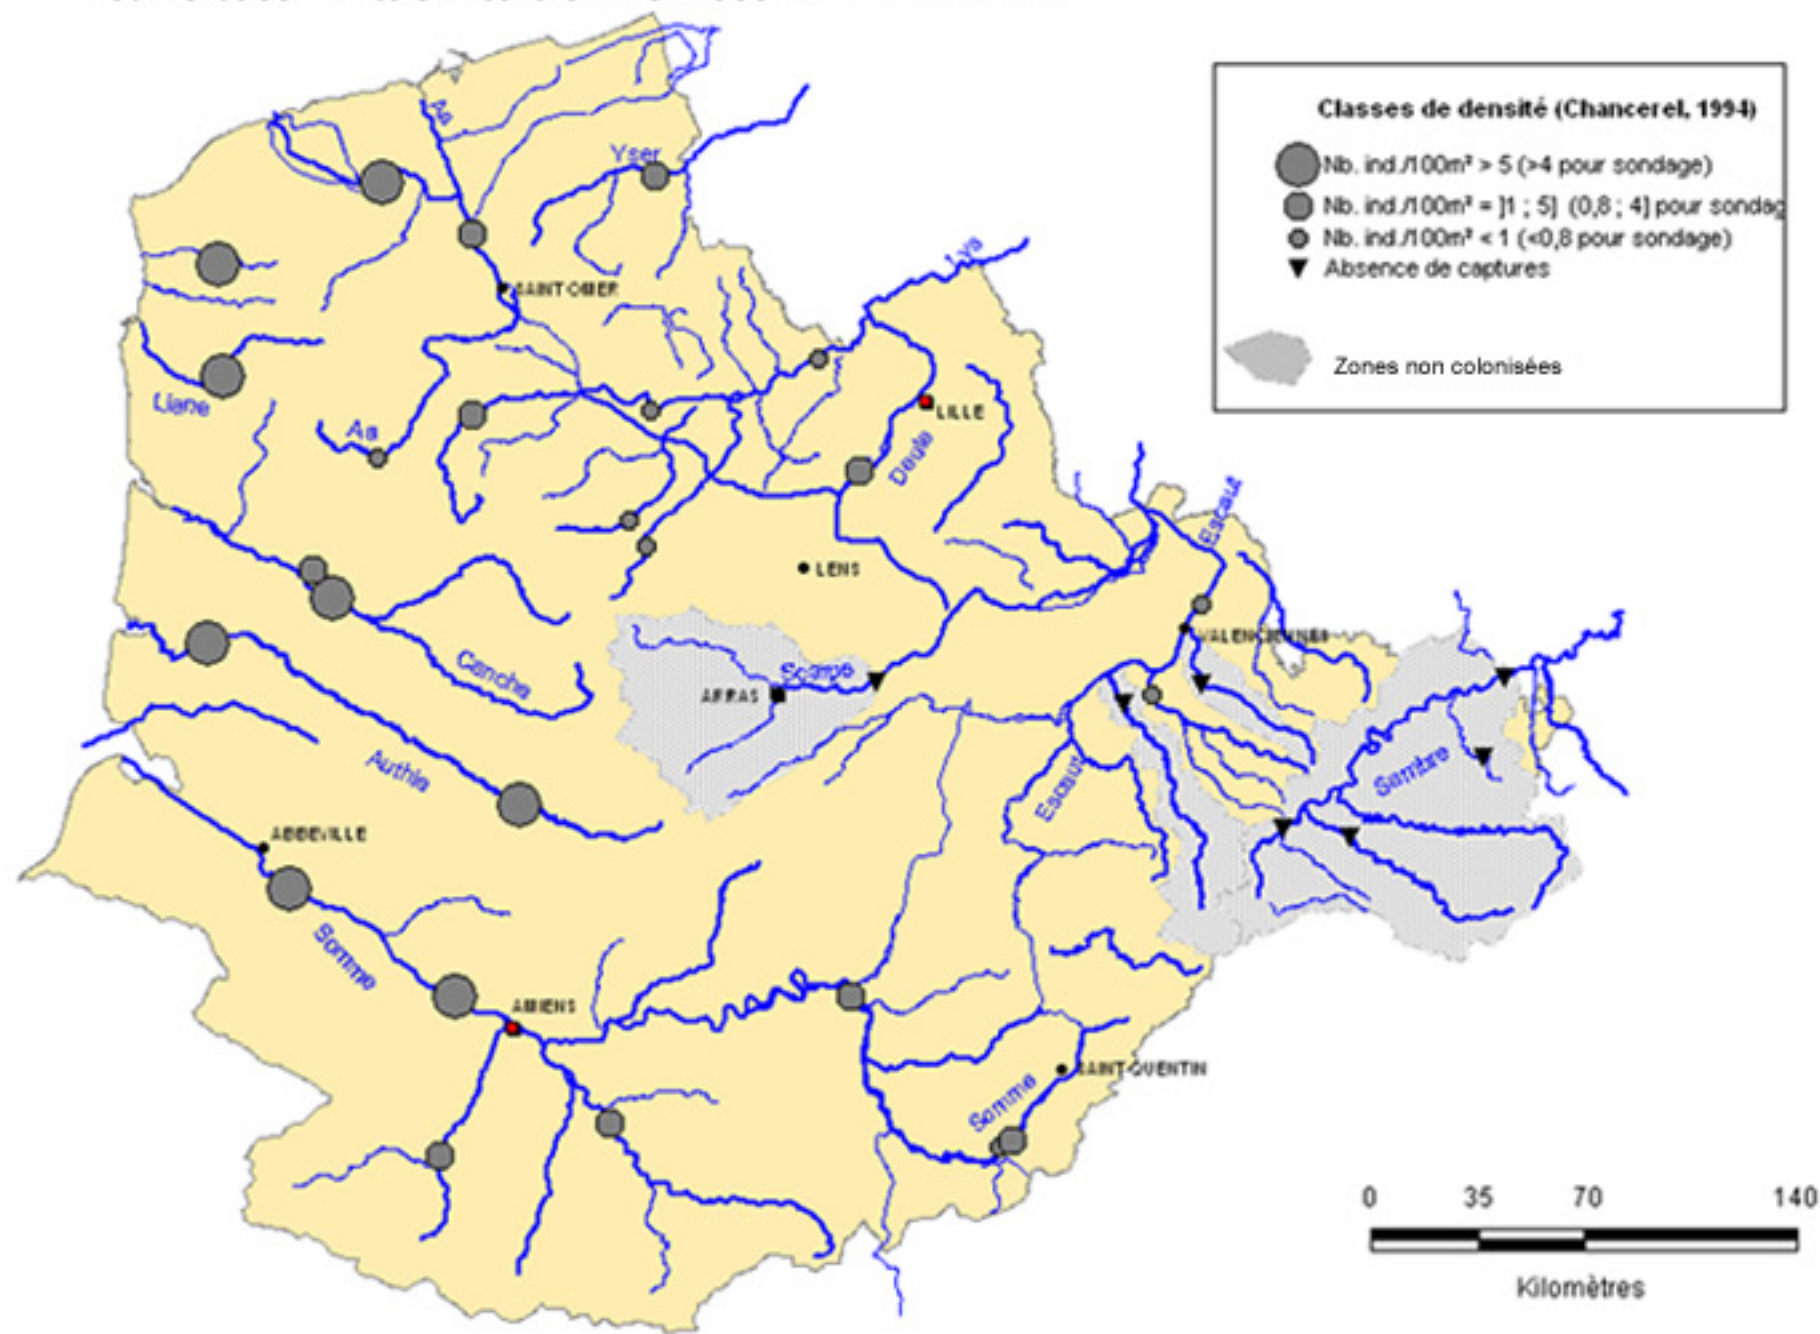 Classes de densité (Chancerel, 1994)
Nb. ind./100m² > 5 (>4 pour sondage)
Nb. ind./100m² = ]1 ; 5] (0,8 ; 4] pour sondag
Nb. ind./100m² < 1 (<0,8 pour sondage)
Absence de captures
Zones non colonisées
Aa
Yser
Lys
SAINT-OMER
Liane
Aa
LILLE
Deule
Escaut
LENS
VALENCIENNES
Canche
Scarpe
ARRAS
Authie
Escaut
Sambre
ABBEVILLE
Somme
AMIENS
SAINT-QUENTIN
Somme
0 35 70 140
Kilomètres